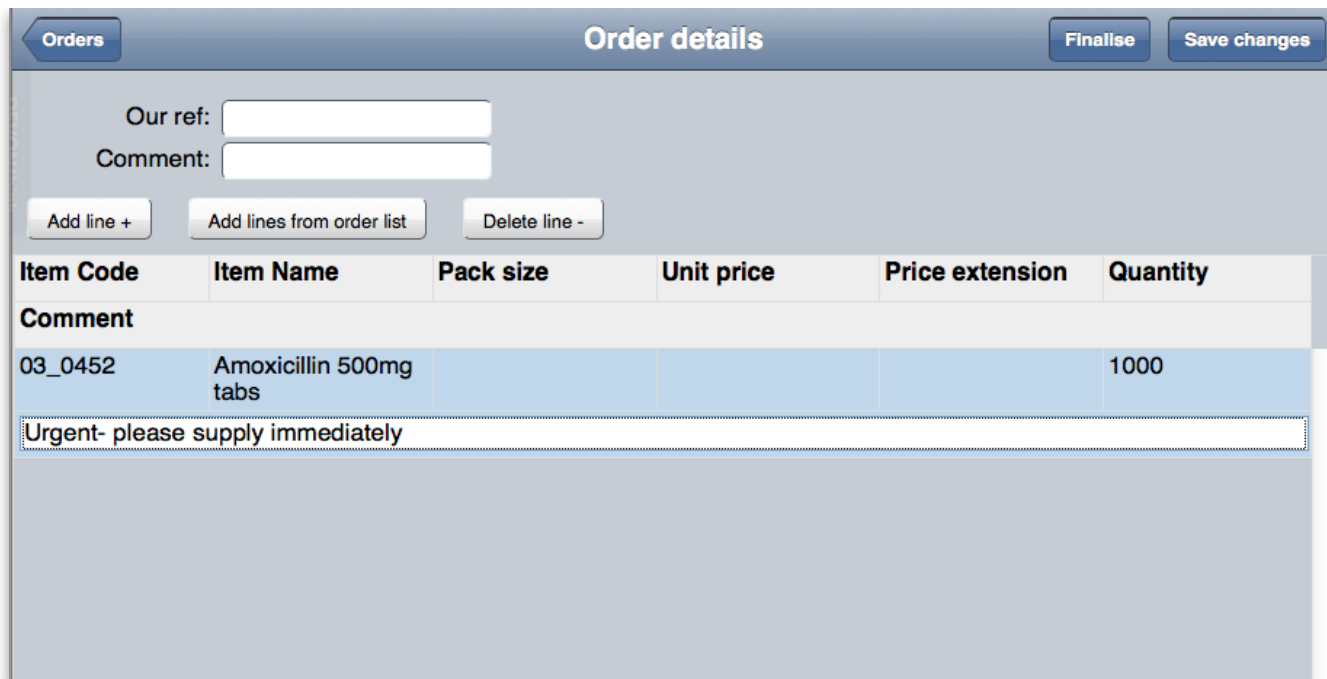 Orders
Order details
Finalise
Save changes
Our ref:
Comment:
Add line +
Add lines from order list
Delete line -
Item Code Item Name Pack size Unit price Price extension Quantity
Comment
03_0452 Amoxicillin 500mg 1000
tabs
Urgent- please supply immediately